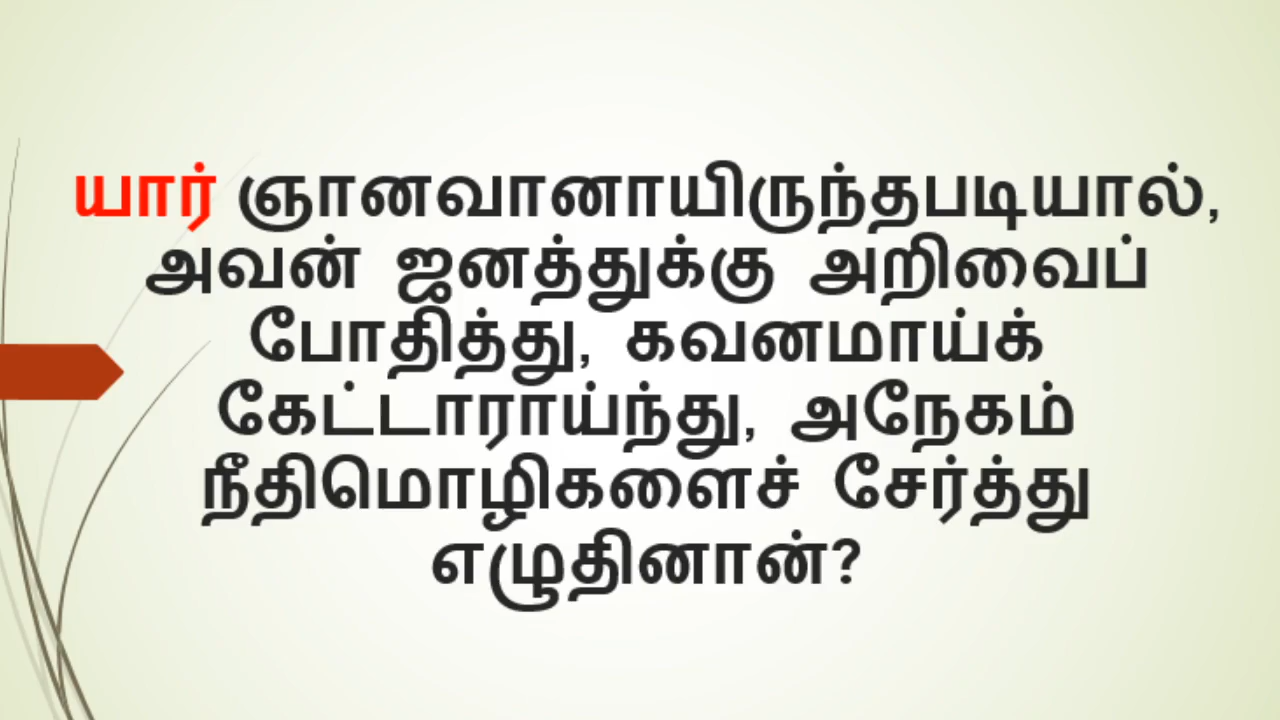 யார் ஞானவானாயிருந்தபடியால்,
அவன் ஜனத்துக்கு அறிவைப்
போதித்து, கவனமாய்க்
கேட்டாராய்ந்து, அநேகம்
நீதிமொழிகளைச் சேர்த்து
எழுதினான்?